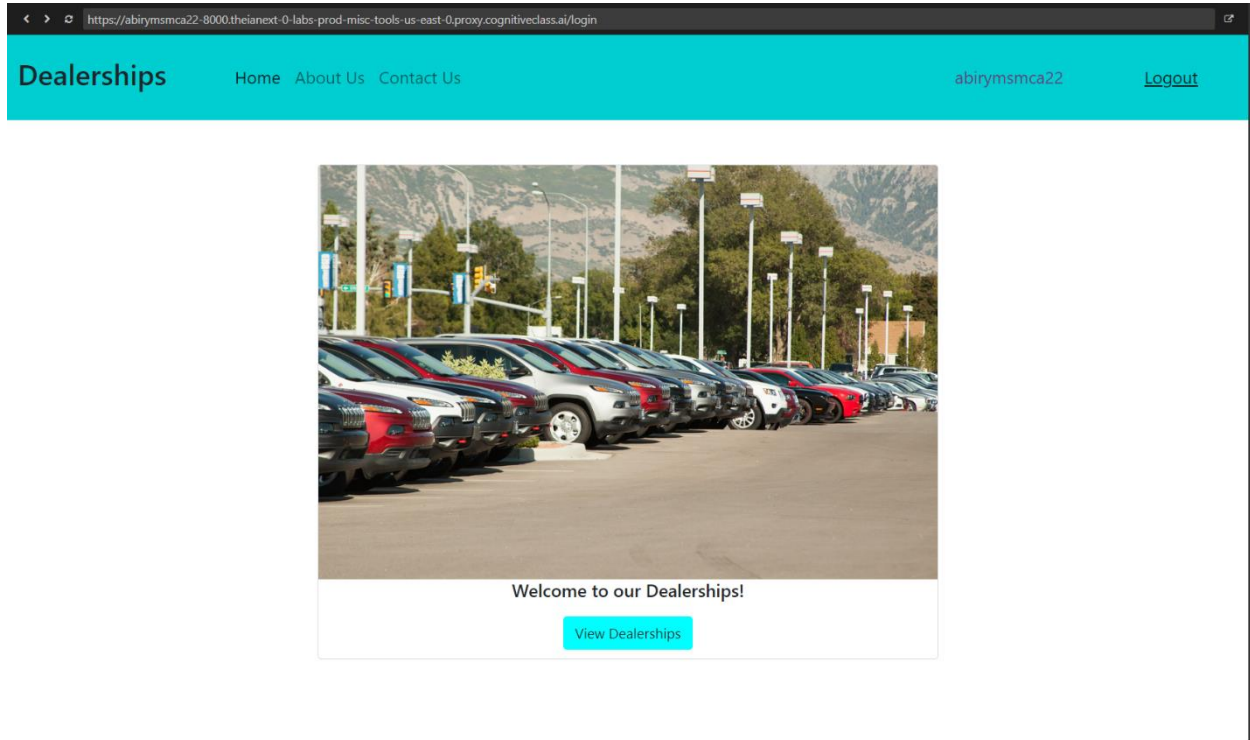 https://abirymsmca22-8000.theianext-0-labs-prod-misc-tools-us-east-0.proxy.cognitiveclass.ai/login
Dealerships Home About Us Contact Us abirymsmca22 Logout
Welcome to our Dealerships!
View Dealerships